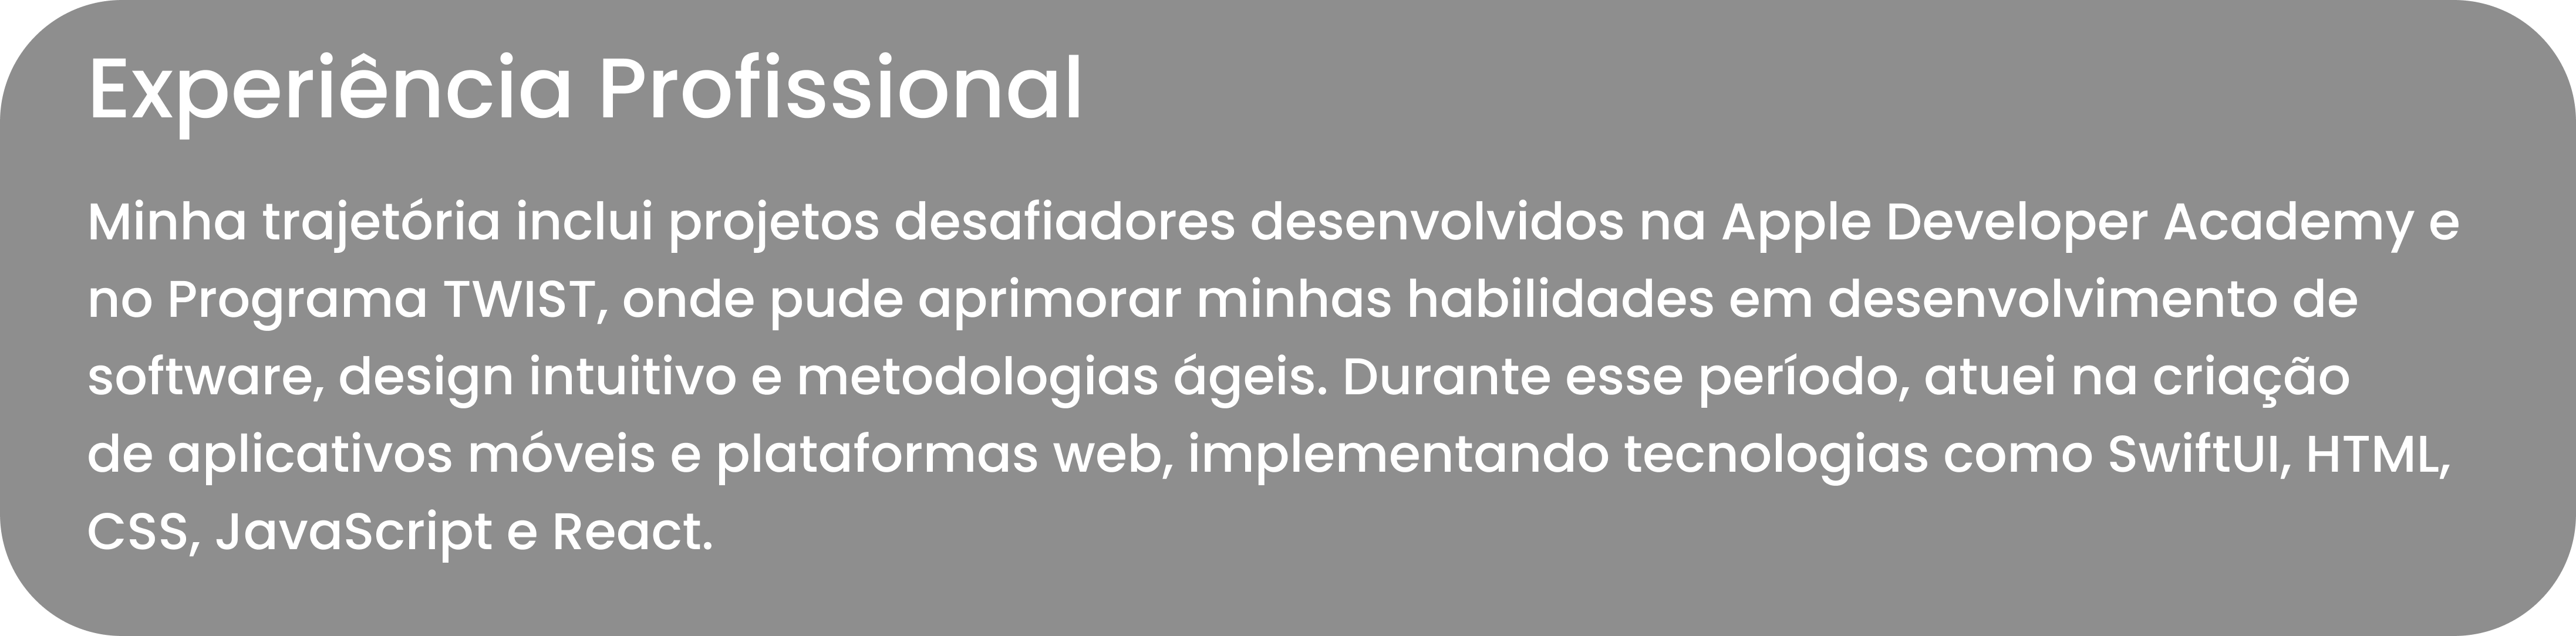 Experiência Profissional
Minha trajetória inclui projetos desafiadores desenvolvidos na Apple Developer Academy e
no Programa TWIST, onde pude aprimorar minhas habilidades em desenvolvimento de
software, design intuitivo e metodologias ágeis. Durante esse período, atuei na criação
de aplicativos móveis e plataformas web, implementando tecnologias como SwiftUI, HTML,
CSS, JavaScript e React.